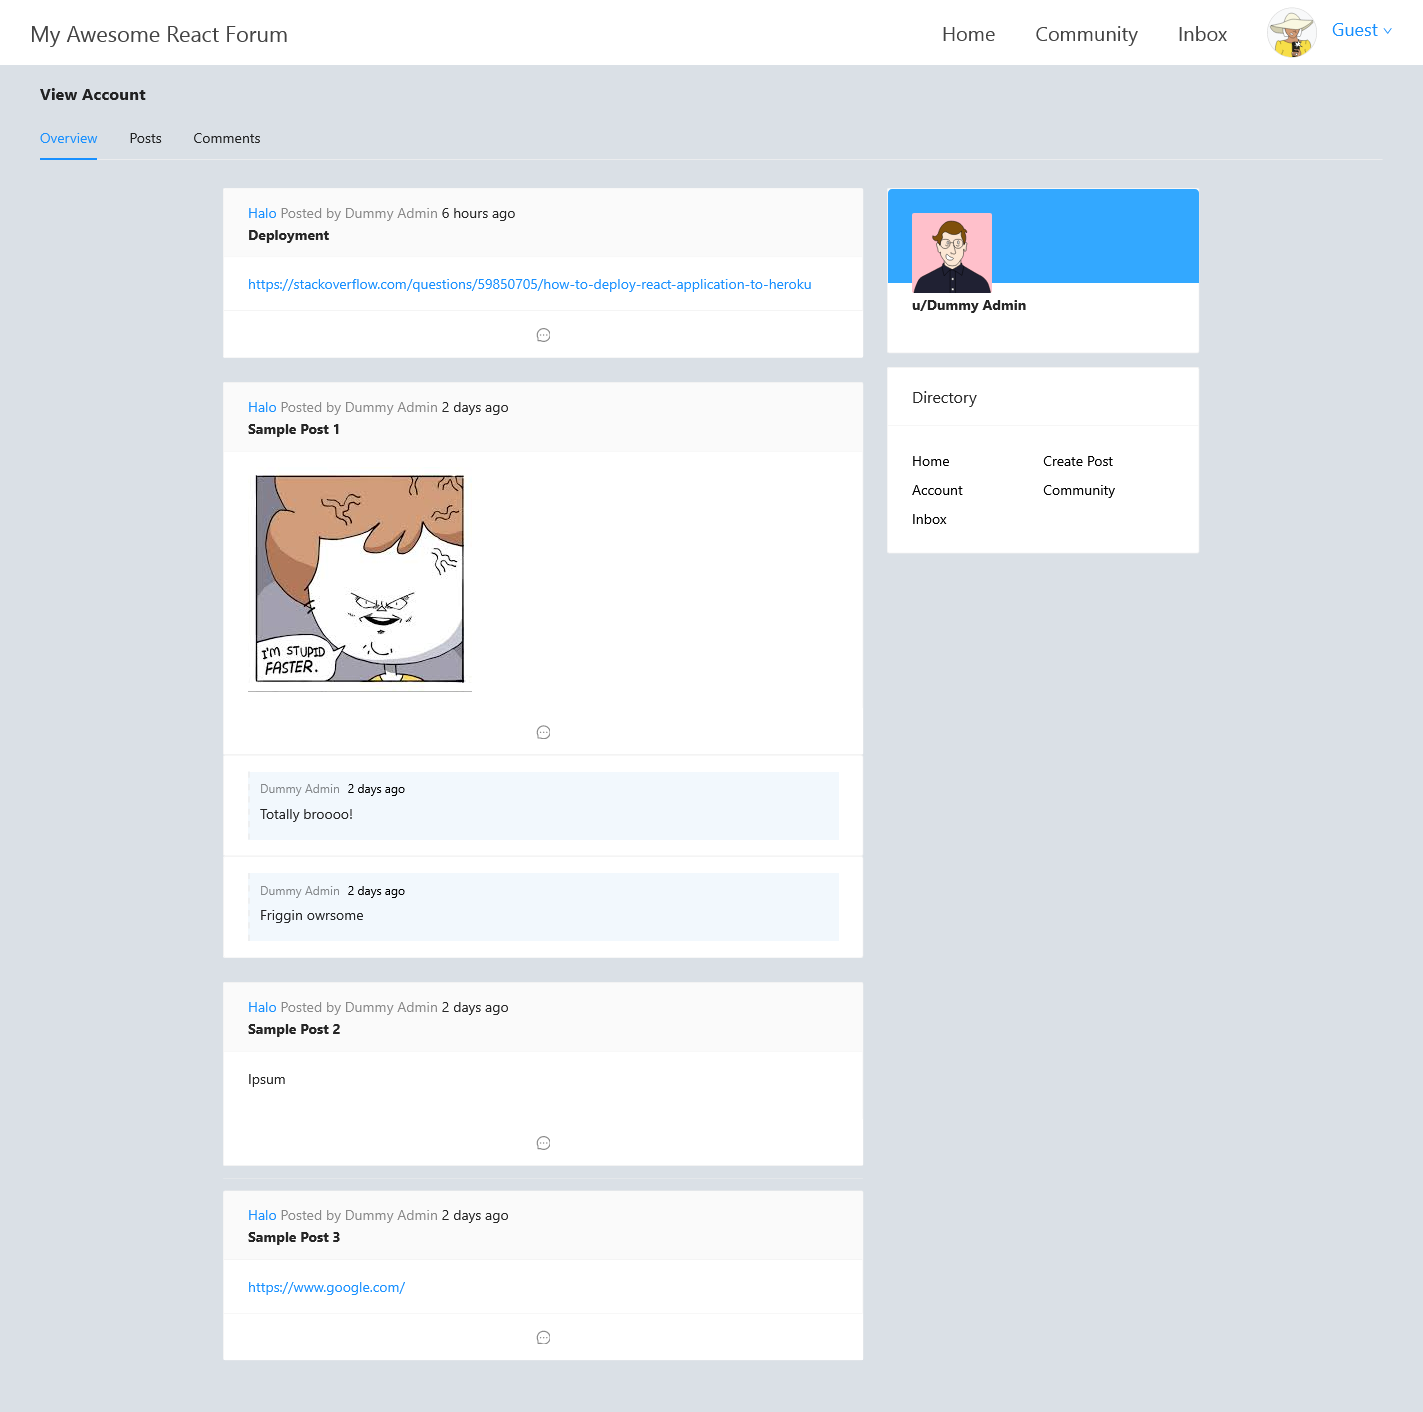 My Awesome React Forum
Home
Community
Inbox
Guest
View Account
Overview
Posts
Comments
Halo Posted by Dummy Admin 6 hours ago
Deployment
https://stackoverflow.com/questions/59850705/how-to-deploy-react-application-to-heroku
Halo Posted by Dummy Admin 2 days ago
Sample Post 1
I'M STUPID
FASTER.
Dummy Admin 2 days ago
Totally broooo!
Dummy Admin 2 days ago
Friggin owrsome
Halo Posted by Dummy Admin 2 days ago
Sample Post 2
Ipsum
Halo Posted by Dummy Admin 2 days ago
Sample Post 3
https://www.google.com/
u/Dummy Admin
Directory
Home
Create Post
Account
Community
Inbox